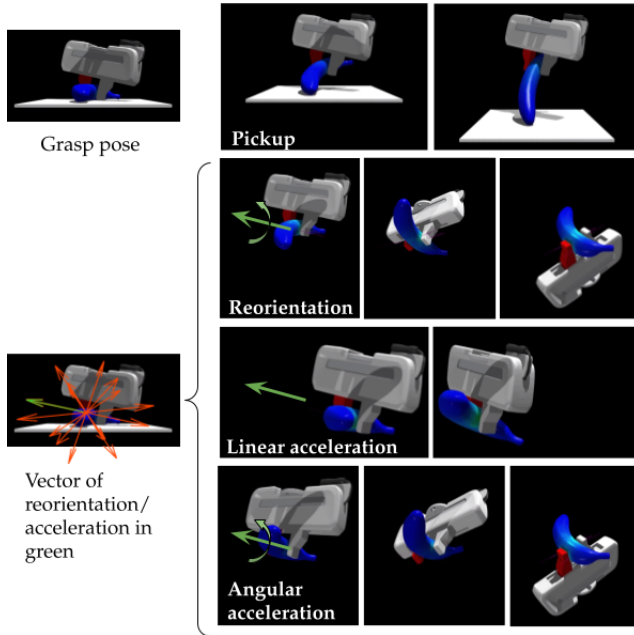 Grasp pose
Pickup
Reorientation
Linear acceleration
Vector of
reorientation/
acceleration in
green
Angular
acceleration